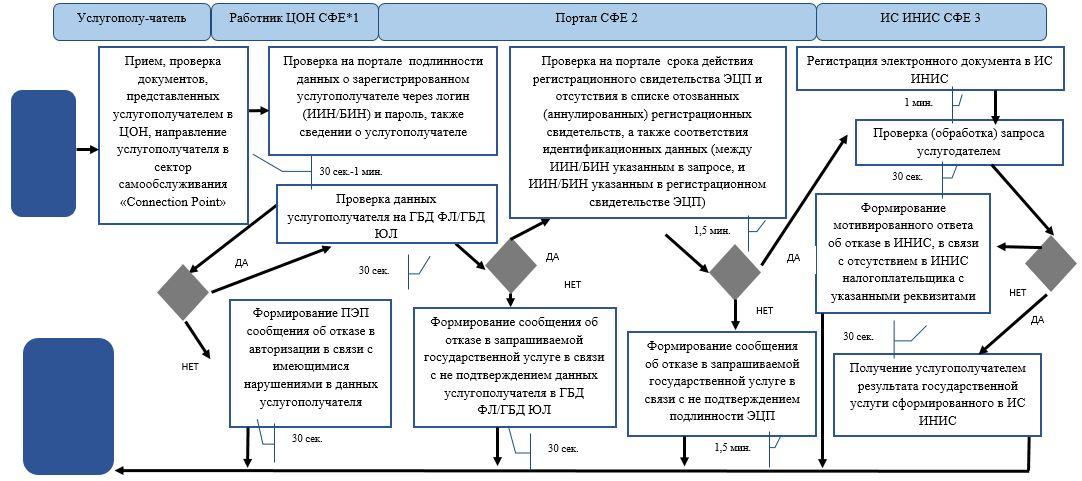 Услугополу-чатель
Работник ЦОН СФЕ*1
Портал СФЕ 2
ИС ИНИС СФЕ 3
Прием, проверка
документов,
представленных
услугополучателем в
ЦОН, направление
услугополучателя в
сектор
самообслуживания
«Connection Point»
Проверка на портале подлинности
данных о зарегистрированном
услугополучателе через логин
(ИИН/БИН) и пароль, также
сведении о услугополучателе
30 сек.-1 мин.
Проверка данных
услугополучателя на ГБД ФЛ/ГБД
ЮЛ
30 сек.
ДА
НЕТ
Формирование ПЭП
сообщения об отказе в
авторизации в связи с
имеющимися
нарушениями в данных
услугополучателя
30 сек.
Проверка на портале срока действия
регистрационного свидетельства ЭЦП и
отсутствия в списке отозванных
(аннулированных) регистрационных
свидетельств, а также соответствия
идентификационных данных (между
ИИН/БИН указанным в запросе, и
ИИН/БИН указанным в регистрационном
свидетельстве ЭЦП)
1,5 мин.
ДА
НЕТ
Формирование сообщения об
отказе в запрашиваемой
государственной услуге в связи
с не подтверждением данных
услугополучателя в ГБД
ФЛ/ГБД ЮЛ
30 сек.
ДА
НЕТ
Формирование сообщения
об отказе в запрашиваемой
государственной услуге в
связи с не подтверждением
подлинности ЭЦП
1,5 мин.
Регистрация электронного документа в ИС
ИНИС
1 мин.
Проверка (обработка) запроса
услугодателем
30 сек.
Формирование
мотивированного ответа
об отказе в ИНИС, в связи
с отсутствием в ИНИС
налогоплательщика с
указанными реквизитами
НЕТ
ДА
30 сек.
Получение услугополучателем
результата государственной
услуги сформированного в ИС
ИНИС